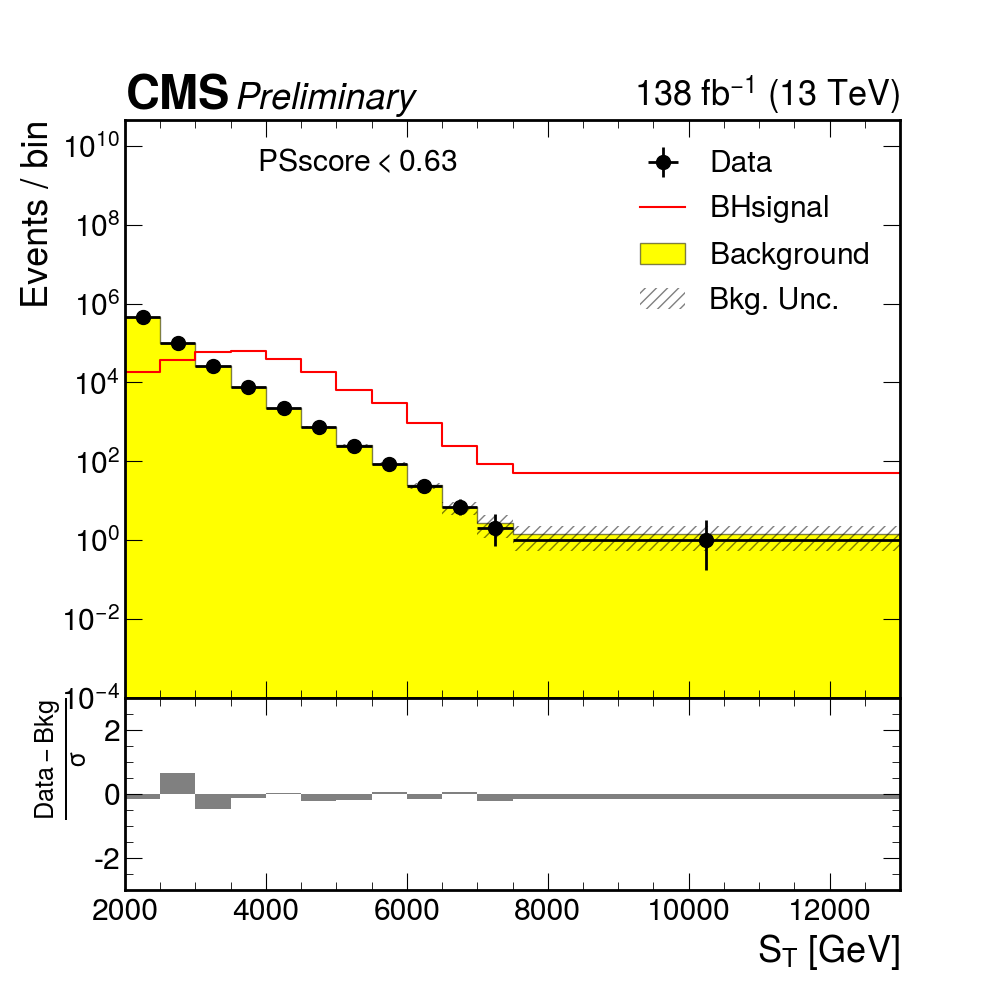 CMS Preliminary 138 fb⁻¹ (13 TeV)
Events / bin
PSscore < 0.63
Data
BHsignal
Background
Bkg. Unc.
10¹⁰
10⁸
10⁶
10⁴
10²
10⁰
10⁻²
10⁻⁴
Data – Bkg
σ
2
0
-2
2000 4000 6000 8000 10000 12000
S_T [GeV]